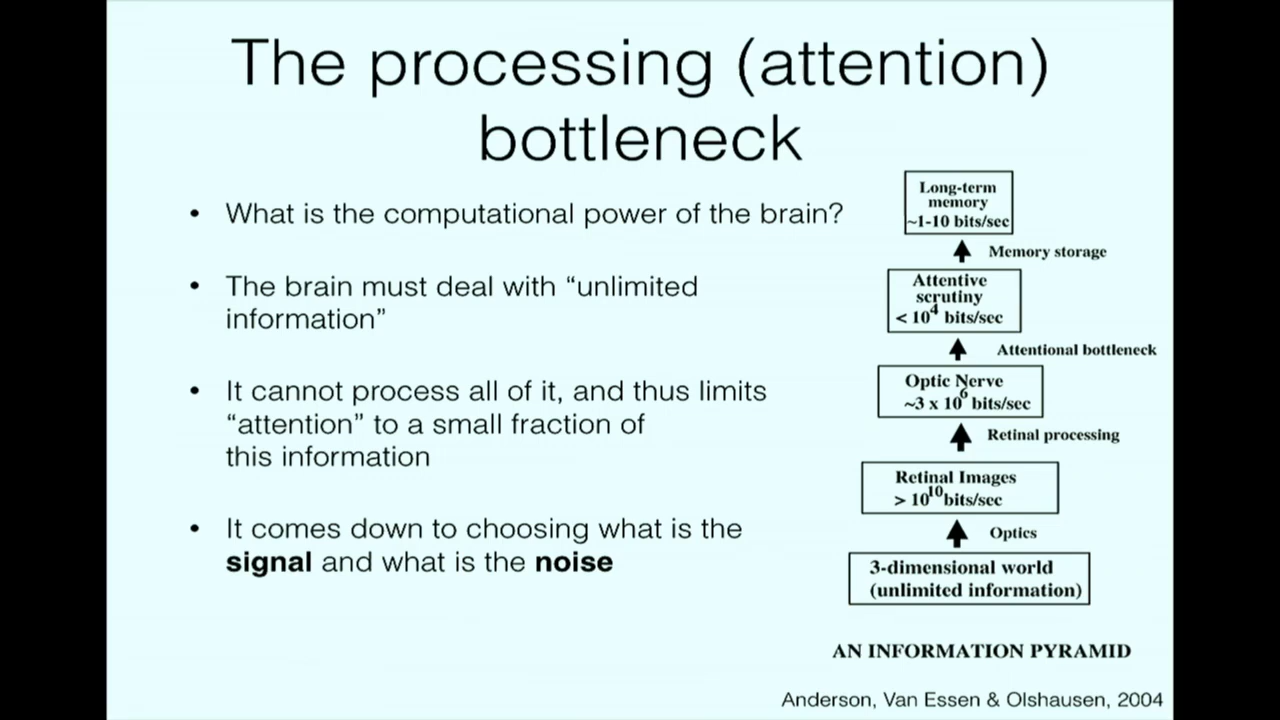 The processing (attention)
bottleneck
• What is the computational power of the brain?
• The brain must deal with “unlimited
information”
• It cannot process all of it, and thus limits
“attention” to a small fraction of
this information
• It comes down to choosing what is the
signal and what is the noise
Long-term
memory
~1-10 bits/sec
Memory storage
Attentive
scrutiny
< 10⁴ bits/sec
Attentional bottleneck
Optic Nerve
~3 x 10⁶ bits/sec
Retinal processing
Retinal Images
> 10¹⁰ bits/sec
Optics
3-dimensional world
(unlimited information)
AN INFORMATION PYRAMID
Anderson, Van Essen & Olshausen, 2004